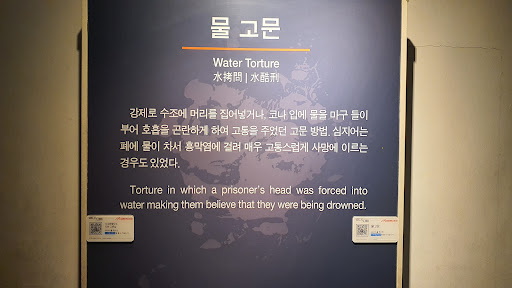 물 고문
Water Torture
水拷問 | 水酷刑
강제로 수조에 머리를 집어넣거나, 코나 입에 물을 마구 들이
부어 호흡을 곤란하게 하여 고통을 주었던 고문 방법. 심지어는
폐에 물이 차서 흉막염에 걸려 매우 고통스럽게 사망에 이르는
경우도 있었다.
Torture in which a prisoner's head was forced into
water making them believe that they were being drowned.